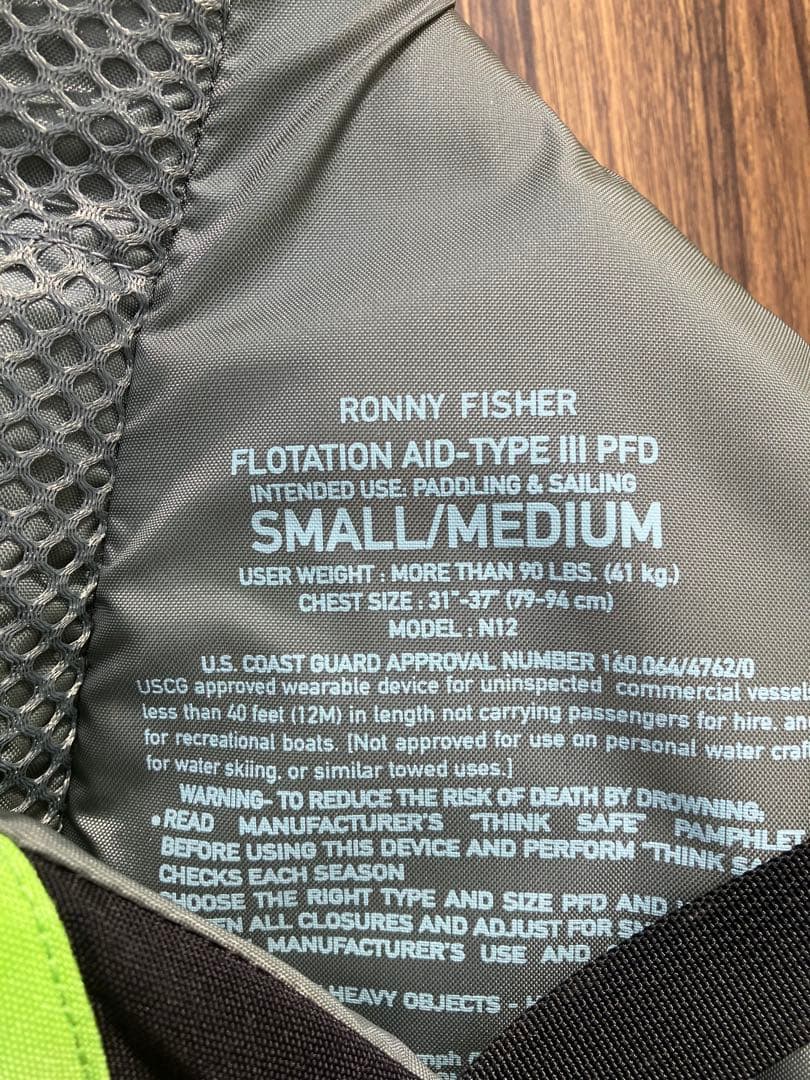 RONNY FISHER
FLOTATION AID-TYPE III PFD
INTENDED USE: PADDLING & SAILING
SMALL/MEDIUM
USER WEIGHT : MORE THAN 90 LBS. (41 kg.)
CHEST SIZE : 31"-37" (79-94 cm)
MODEL : N12
U.S. COAST GUARD APPROVAL NUMBER 160.064/4762/0
USCG approved wearable device for uninspected commercial vessel
less than 40 feet (12M) in length not carrying passengers for hire, an
for recreational boats. [Not approved for use on personal water craf
for water skiing, or similar towed uses.]
WARNING- TO REDUCE THE RISK OF DEATH BY DROWNING,
•READ MANUFACTURER'S "THINK SAFE" PAMPHLET
BEFORE USING THIS DEVICE AND PERFORM "THINK SA
CHECKS EACH SEASON
CHOOSE THE RIGHT TYPE AND SIZE PFD AND
EN ALL CLOSURES AND ADJUST FOR SN
MANUFACTURER'S USE AND
HEAVY OBJECTS -